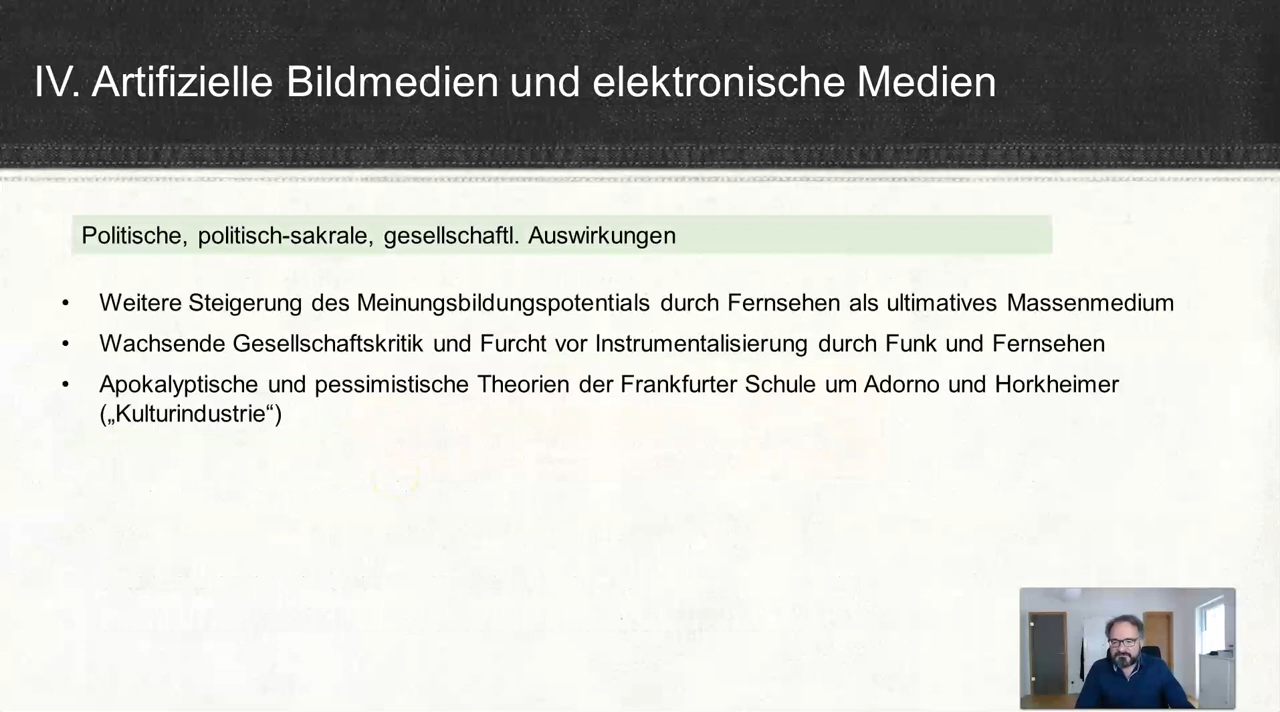 IV. Artifizielle Bildmedien und elektronische Medien
Politische, politisch-sakrale, gesellschaftl. Auswirkungen
• Weitere Steigerung des Meinungsbildungspotentials durch Fernsehen als ultimatives Massenmedium
• Wachsende Gesellschaftskritik und Furcht vor Instrumentalisierung durch Funk und Fernsehen
• Apokalyptische und pessimistische Theorien der Frankfurter Schule um Adorno und Horkheimer
(„Kulturindustrie“)